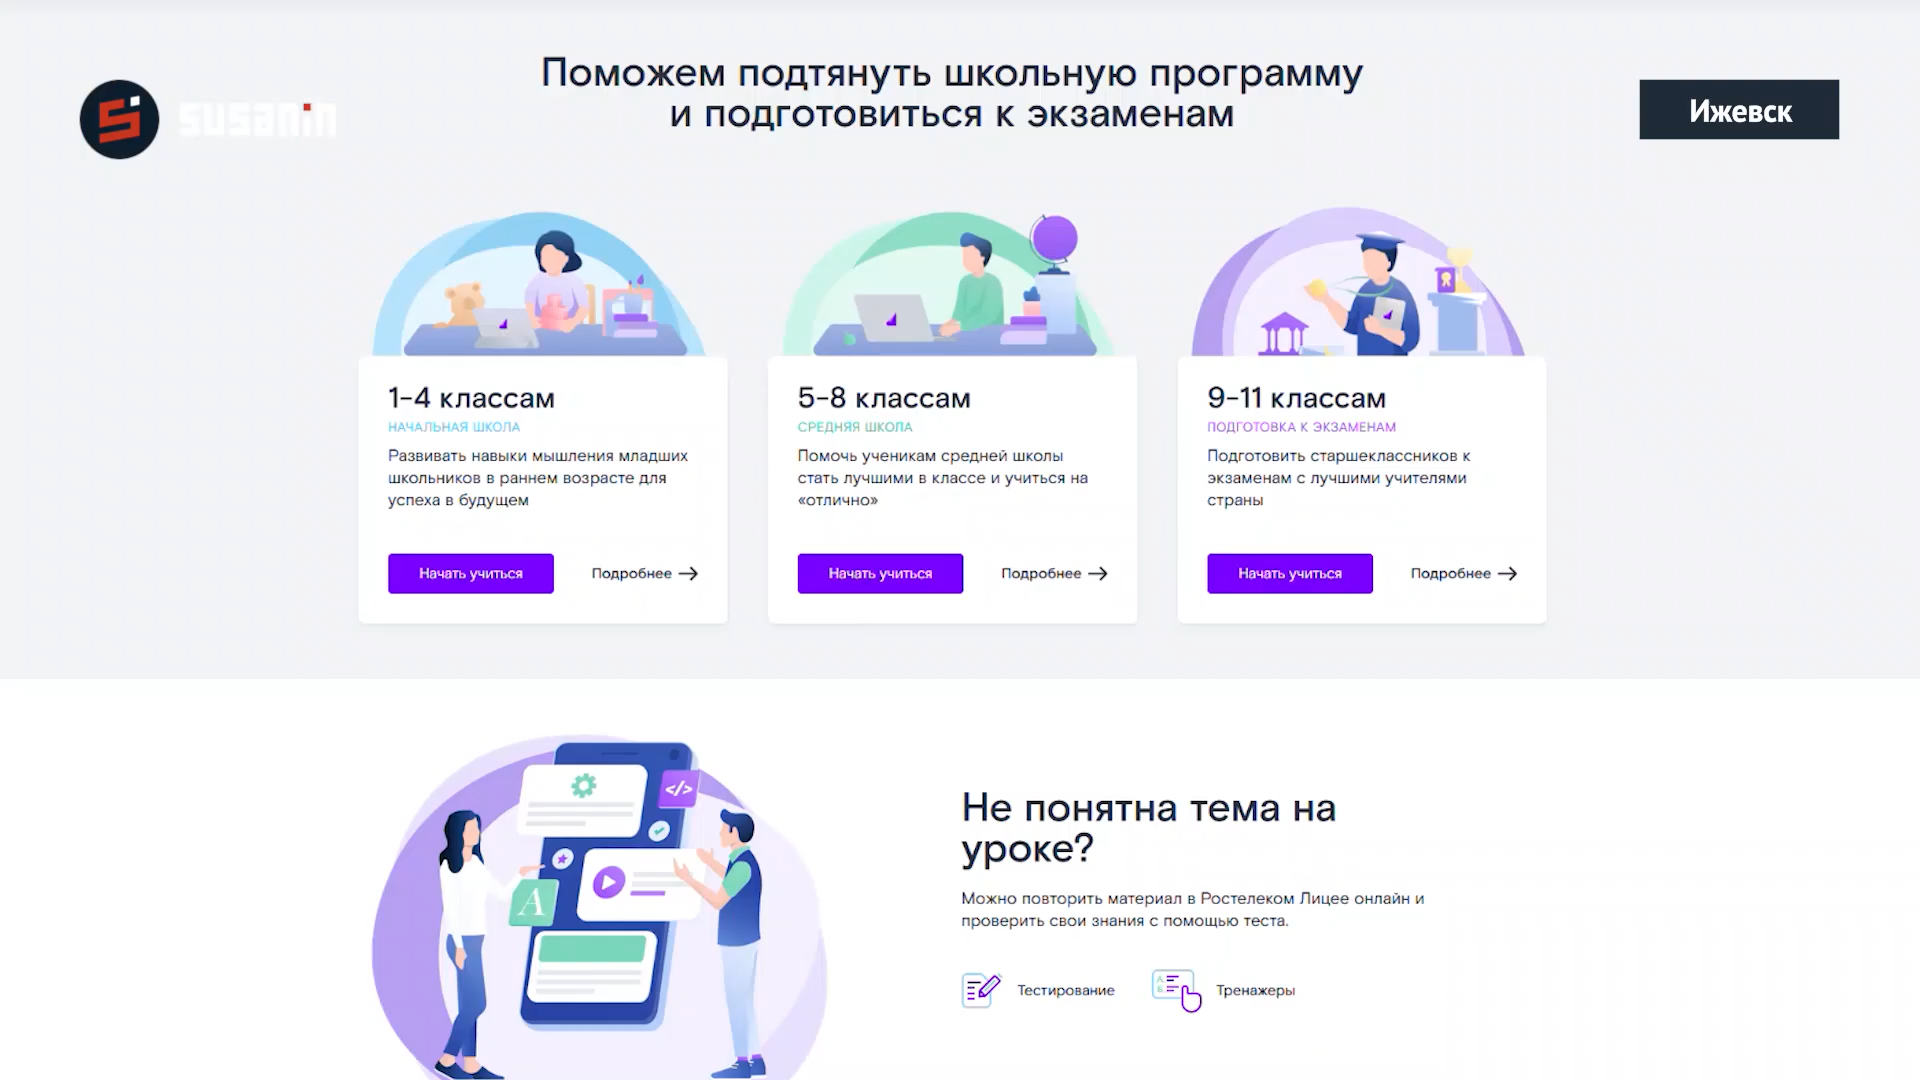 Поможем подтянуть школьную программу
и подготовиться к экзаменам
susanin
Ижевск
1-4 классам
НАЧАЛЬНАЯ ШКОЛА
Развивать навыки мышления младших
школьников в раннем возрасте для
успеха в будущем
Начать учиться
Подробнее
5-8 классам
СРЕДНЯЯ ШКОЛА
Помочь ученикам средней школы
стать лучшими в классе и учиться на
«отлично»
Начать учиться
Подробнее
9-11 классам
ПОДГОТОВКА К ЭКЗАМЕНАМ
Подготовить старшеклассников к
экзаменам с лучшими учителями
страны
Начать учиться
Подробнее
</>
A
Не понятна тема на
уроке?
Можно повторить материал в Ростелеком Лицее онлайн и
проверить свои знания с помощью теста.
Тестирование
Тренажеры